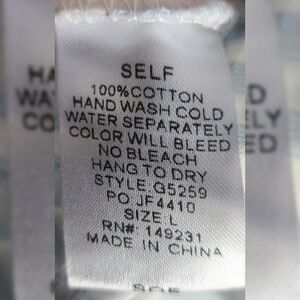 SELF
100%COTTON
HAND WASH COLD
WATER SEPARATELY
COLOR WILL BLEED
NO BLEACH
HANG TO DRY
STYLE:G5259
PO.JF4410
SIZE:L
RN#: 149231
MADE IN CHINA